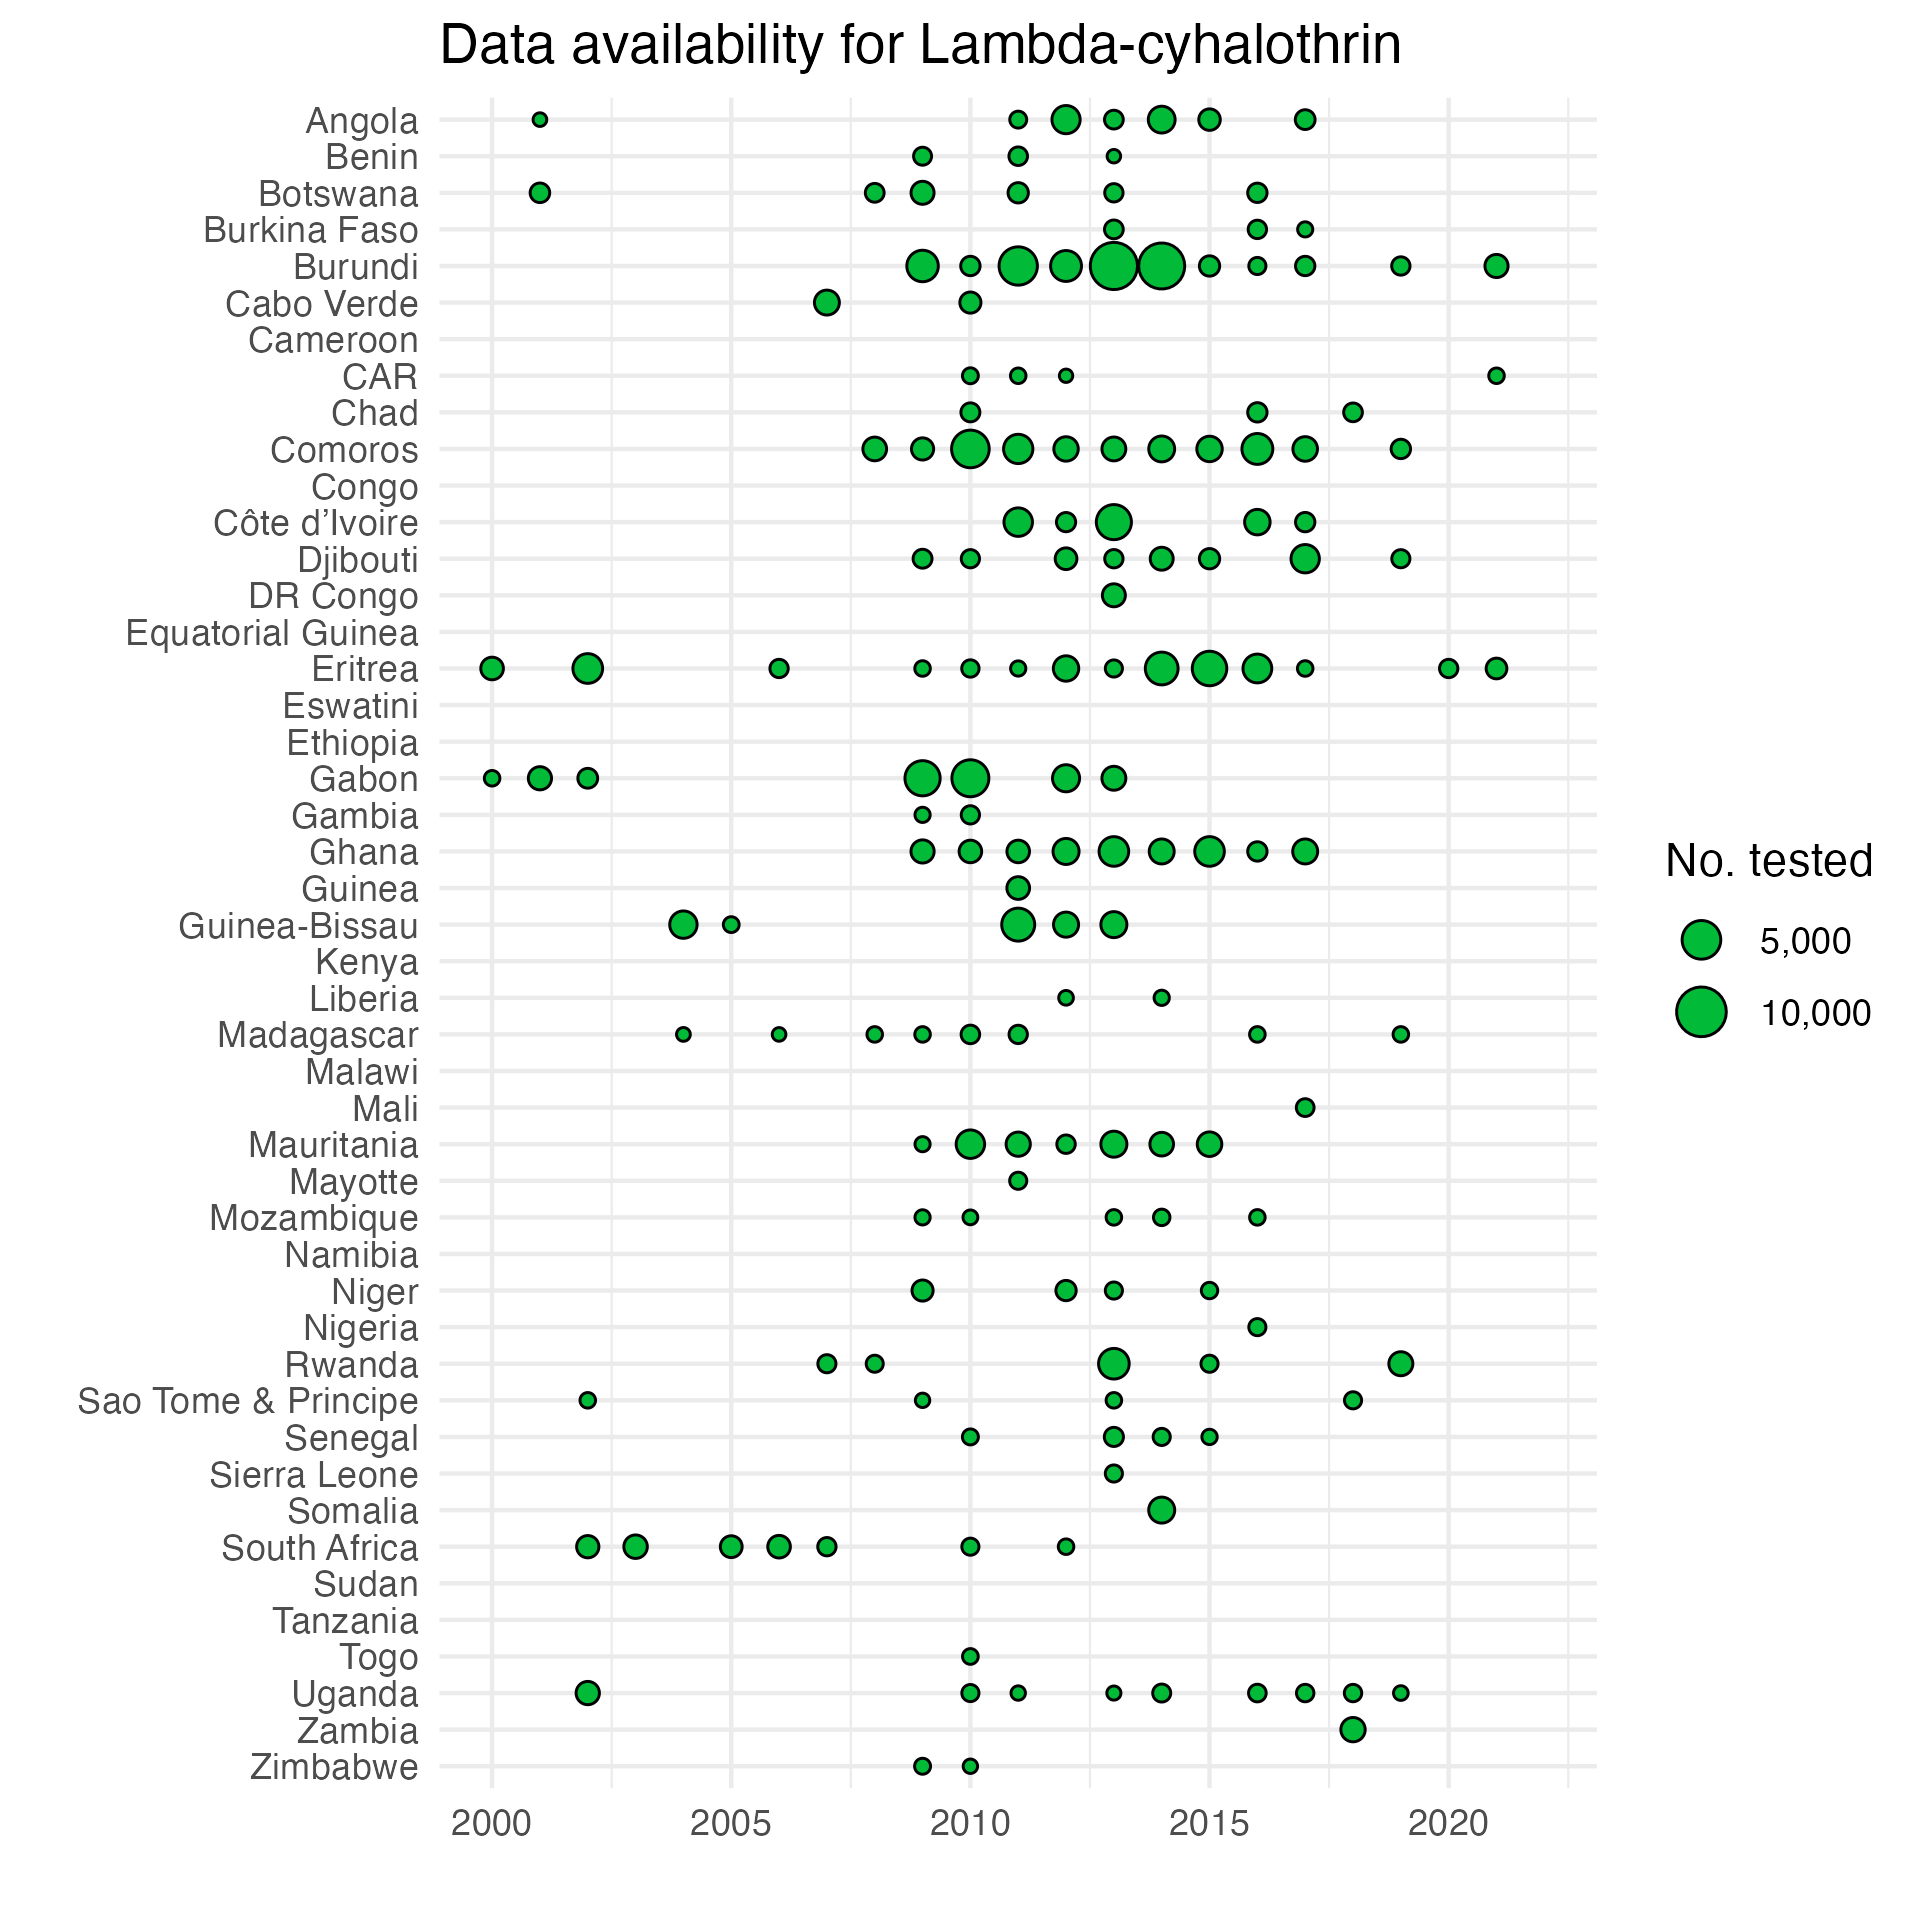 Data availability for Lambda-cyhalothrin
Angola
Benin
Botswana
Burkina Faso
Burundi
Cabo Verde
Cameroon
CAR
Chad
Comoros
Congo
Côte d’Ivoire
Djibouti
DR Congo
Equatorial Guinea
Eritrea
Eswatini
Ethiopia
Gabon
Gambia
Ghana
Guinea
Guinea-Bissau
Kenya
Liberia
Madagascar
Malawi
Mali
Mauritania
Mayotte
Mozambique
Namibia
Niger
Nigeria
Rwanda
Sao Tome & Principe
Senegal
Sierra Leone
Somalia
South Africa
Sudan
Tanzania
Togo
Uganda
Zambia
Zimbabwe
2000 2005 2010 2015 2020
No. tested
5,000
10,000